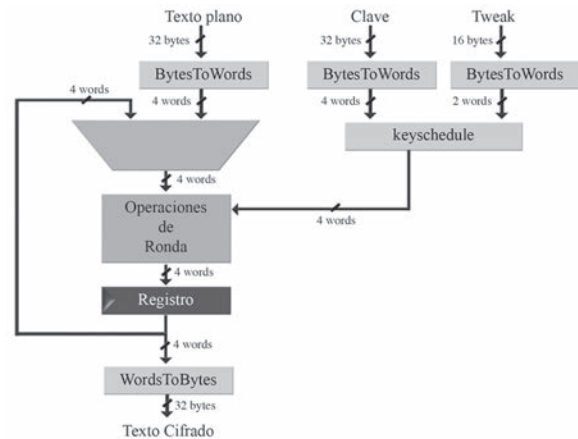 Texto plano
Clave
Tweak
32 bytes
32 bytes
16 bytes
BytesToWords
BytesToWords
BytesToWords
4 words
4 words
4 words
2 words
keyschedule
4 words
Operaciones
de
Ronda
4 words
4 words
Registro
4 words
WordsToBytes
32 bytes
Texto Cifrado